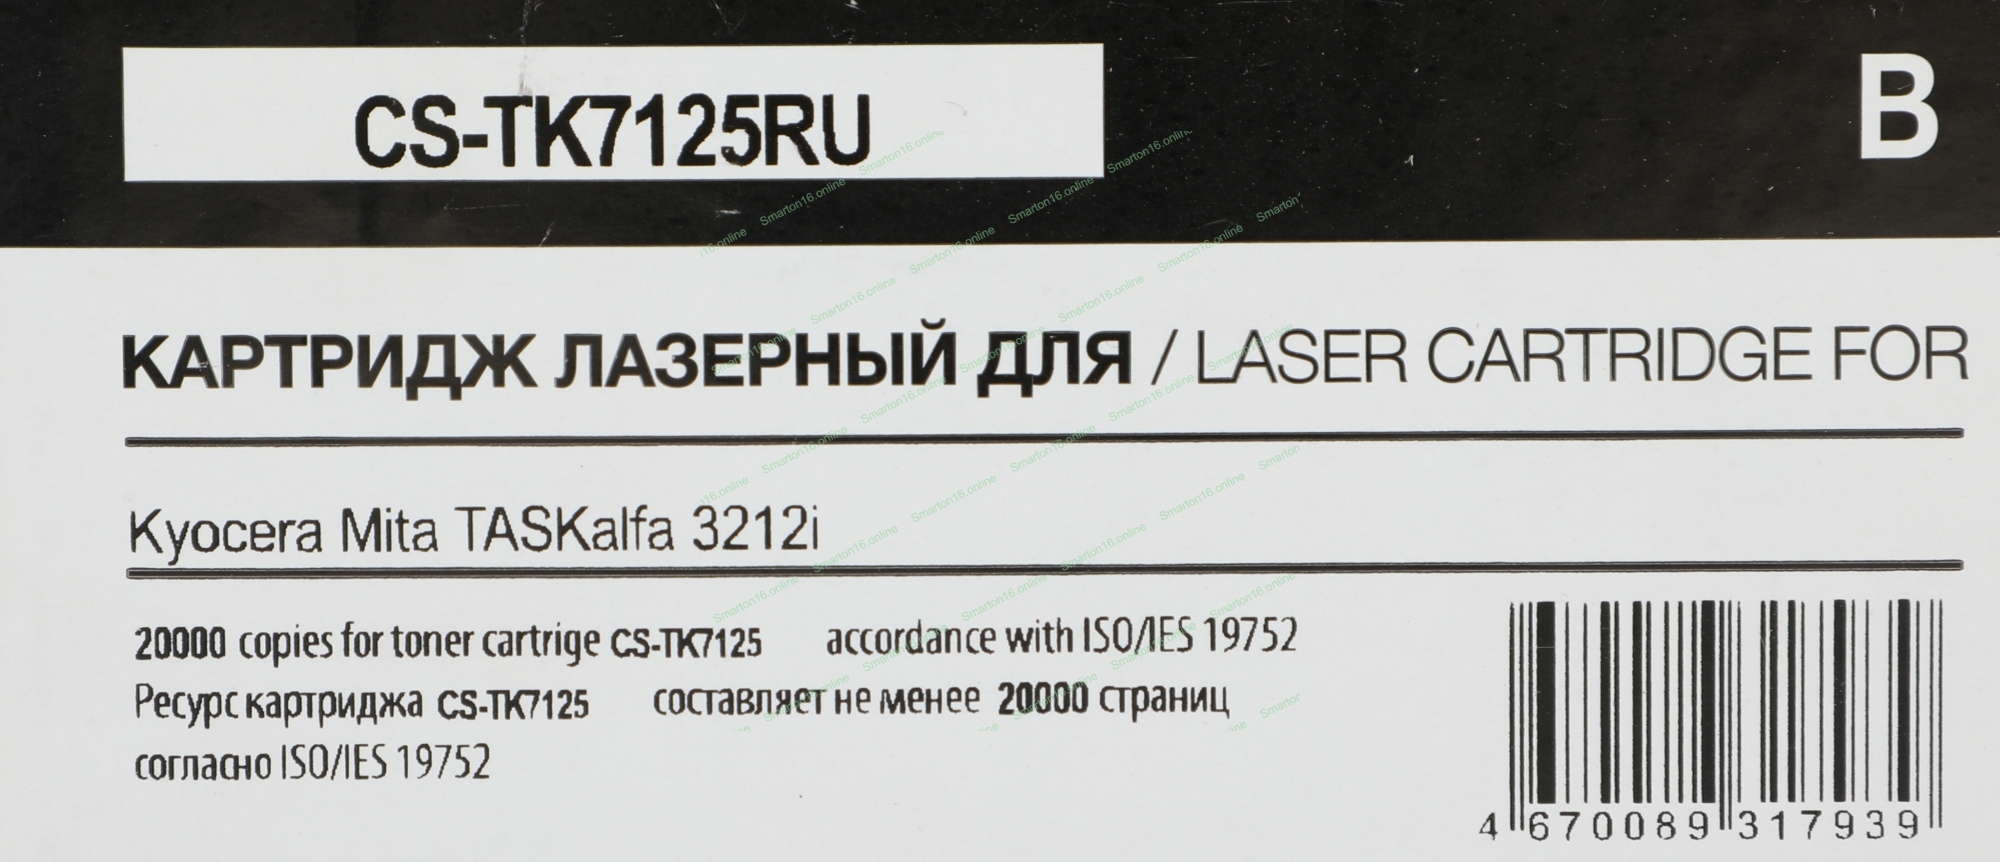 CS-TK7125RU
B
КАРТРИДЖ ЛАЗЕРНЫЙ ДЛЯ / LASER CARTRIDGE FOR
Kyocera Mita TASKalfa 3212i
20000 copies for toner cartrige CS-TK7125 accordance with ISO/IES 19752
Ресурс картриджа CS-TK7125 составляет не менее 20000 страниц
согласно ISO/IES 19752
4 670089 317939
Smarton16.online